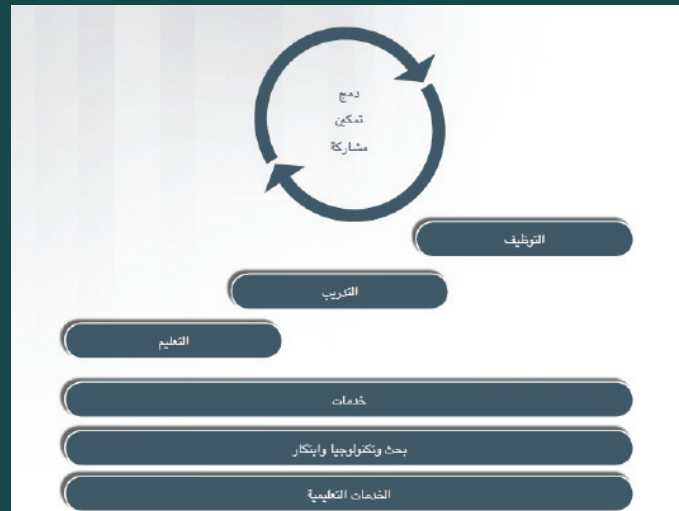 دمج
تمكين
مشاركة
التوظيف
التدريب
التعليم
خدمات
بحث وتكنولوجيا وابتكار
الخدمات التعليمية